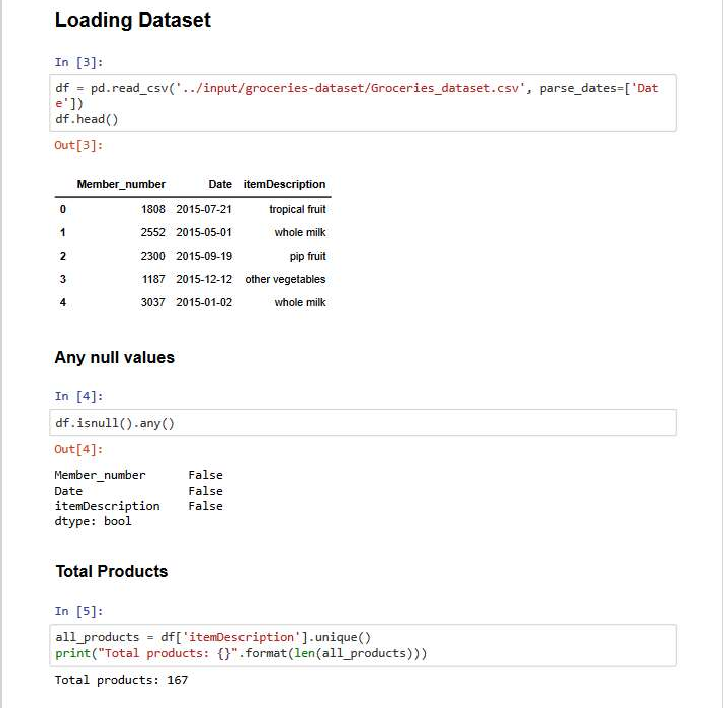 Loading Dataset
In [3]:
df = pd.read_csv('../input/groceries-dataset/Groceries_dataset.csv', parse_dates=['Dat
e'])
df.head()
Out[3]:
Member_number Date itemDescription
0 1808 2015-07-21 tropical fruit
1 2552 2015-05-01 whole milk
2 2300 2015-09-19 pip fruit
3 1187 2015-12-12 other vegetables
4 3037 2015-01-02 whole milk
Any null values
In [4]:
df.isnull().any()
Out[4]:
Member_number False
Date False
itemDescription False
dtype: bool
Total Products
In [5]:
all_products = df['itemDescription'].unique()
print("Total products: {}".format(len(all_products)))
Total products: 167